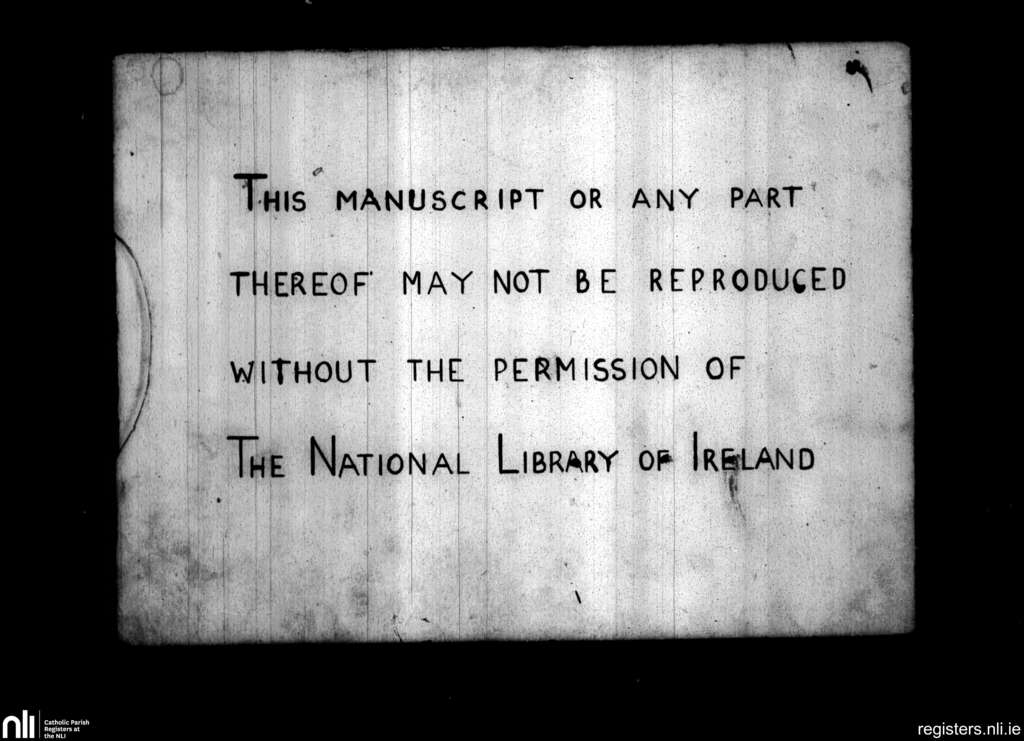 THIS MANUSCRIPT OR ANY PART
THEREOF MAY NOT BE REPRODUCED
WITHOUT THE PERMISSION OF
THE NATIONAL LIBRARY OF IRELAND
nli
Catholic Parish
Registers at
the NLI
registers.nli.ie